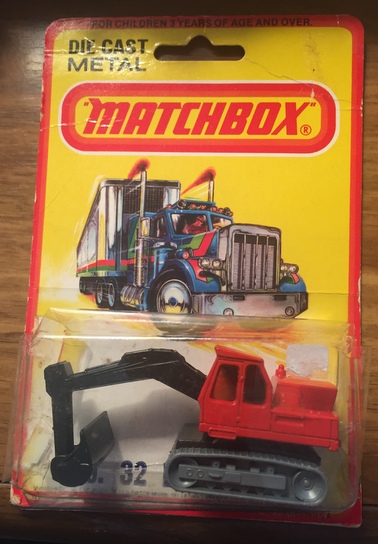 FOR CHILDREN 3 YEARS OF AGE AND OVER.
DIE CAST
METAL
"MATCHBOX"®
32